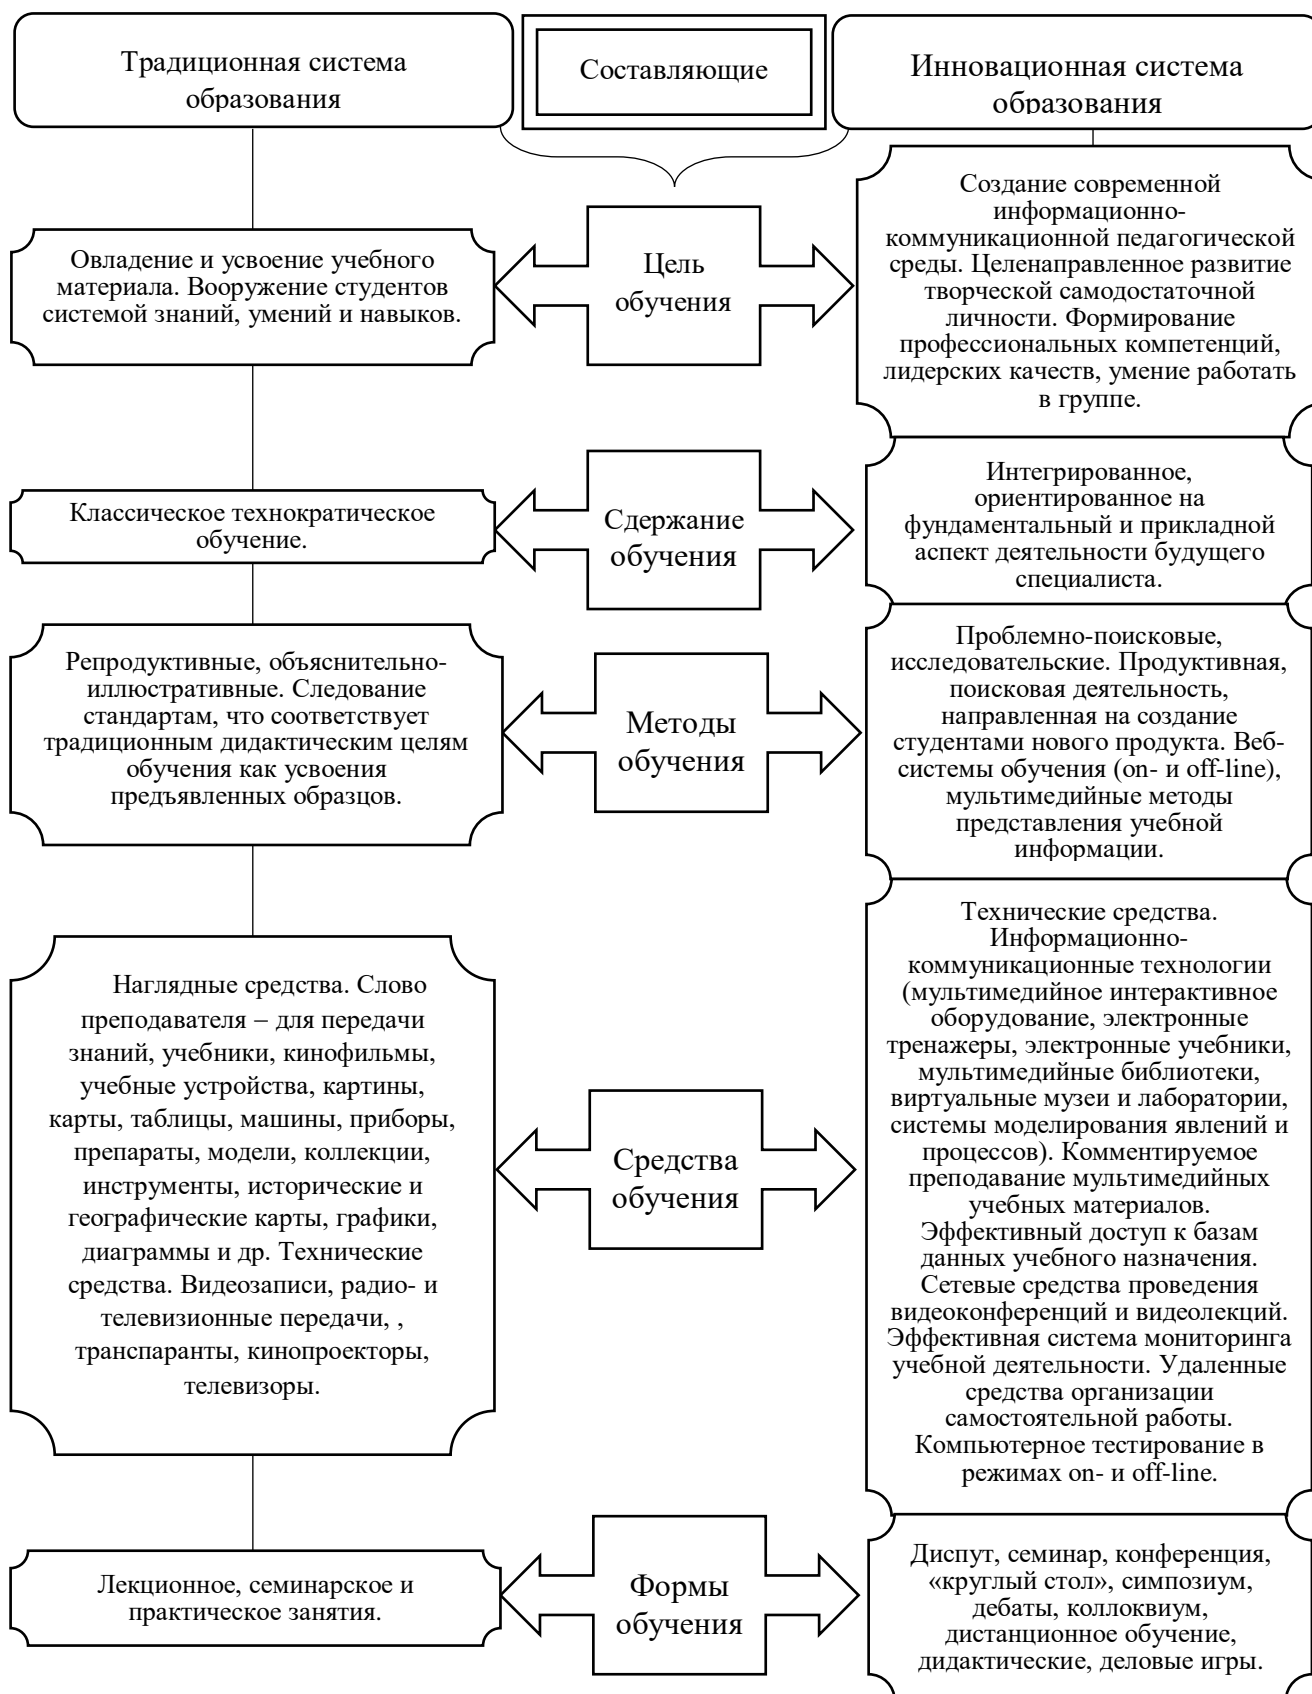 Традиционная система
образования
Составляющие
Инновационная система
образования
Овладение и усвоение учебного
материала. Вооружение студентов
системой знаний, умений и навыков.
Цель
обучения
Создание современной
информационно-
коммуникационной педагогической
среды. Целенаправленное развитие
творческой самодостаточной
личности. Формирование
профессиональных компетенций,
лидерских качеств, умение работать
в группе.
Классическое технократическое
обучение.
Сдержание
обучения
Интегрированное,
ориентированное на
фундаментальный и прикладной
аспект деятельности будущего
специалиста.
Репродуктивные, объяснительно-
иллюстративные. Следование
стандартам, что соответствует
традиционным дидактическим целям
обучения как усвоения
предъявленных образцов.
Методы
обучения
Проблемно-поисковые,
исследовательские. Продуктивная,
поисковая деятельность,
направленная на создание
студентами нового продукта. Веб-
системы обучения (on- и off-line),
мультимедийные методы
представления учебной
информации.
Наглядные средства. Слово
преподавателя – для передачи
знаний, учебники, кинофильмы,
учебные устройства, картины,
карты, таблицы, машины, приборы,
препараты, модели, коллекции,
инструменты, исторические и
географические карты, графики,
диаграммы и др. Технические
средства. Видеозаписи, радио- и
телевизионные передачи, ,
транспаранты, кинопроекторы,
телевизоры.
Средства
обучения
Технические средства.
Информационно-
коммуникационные технологии
(мультимедийное интерактивное
оборудование, электронные
тренажеры, электронные учебники,
мультимедийные библиотеки,
виртуальные музеи и лаборатории,
системы моделирования явлений и
процессов). Комментируемое
преподавание мультимедийных
учебных материалов.
Эффективный доступ к базам
данных учебного назначения.
Сетевые средства проведения
видеоконференций и видеолекций.
Эффективная система мониторинга
учебной деятельности. Удаленные
средства организации
самостоятельной работы.
Компьютерное тестирование в
режимах on- и off-line.
Лекционное, семинарское и
практическое занятия.
Формы
обучения
Диспут, семинар, конференция,
«круглый стол», симпозиум,
дебаты, коллоквиум,
дистанционное обучение,
дидактические, деловые игры.